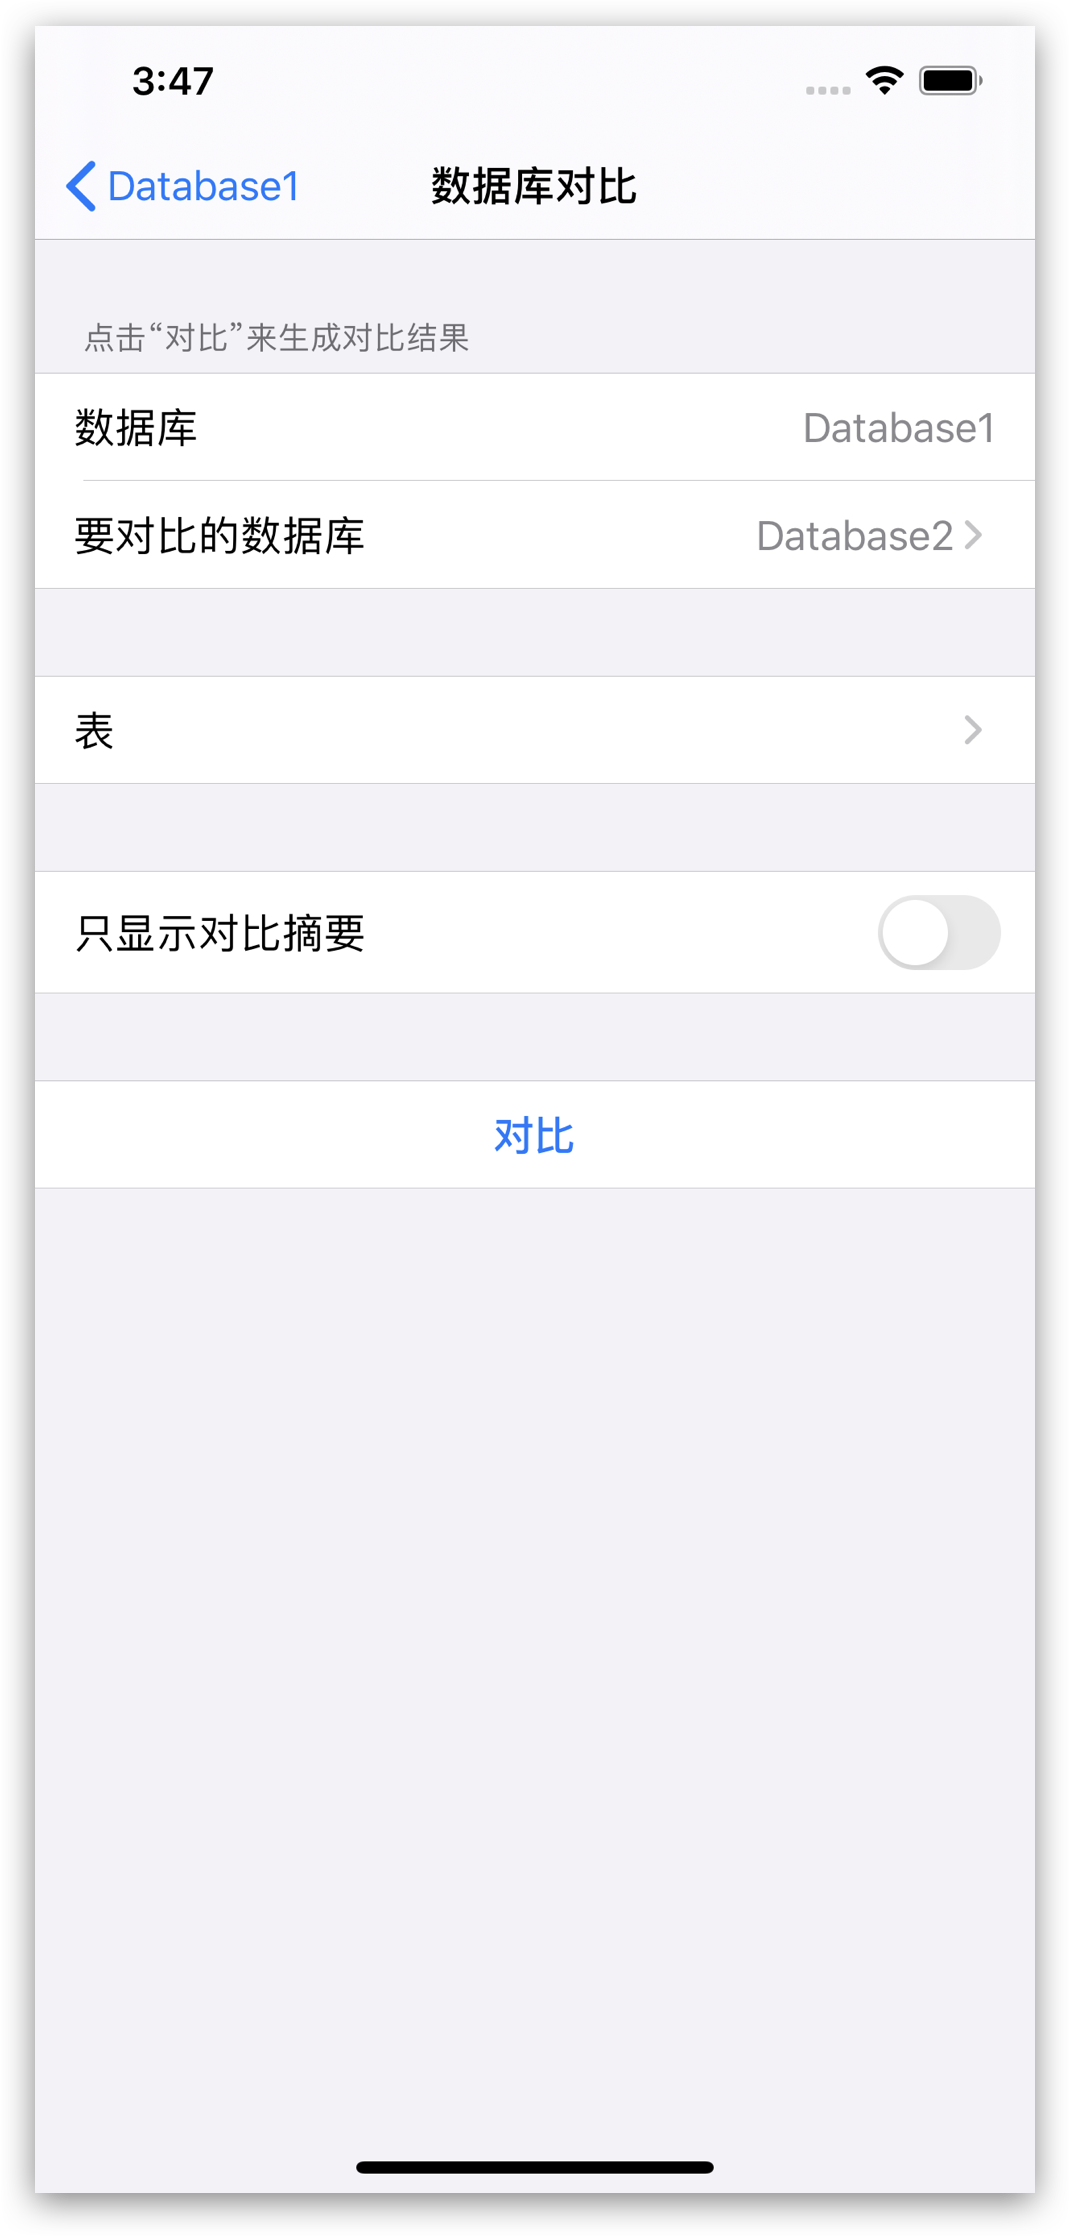 3:47
Database1
数据库对比
点击“对比”来生成对比结果
数据库 Database1
要对比的数据库 Database2
表
只显示对比摘要
对比